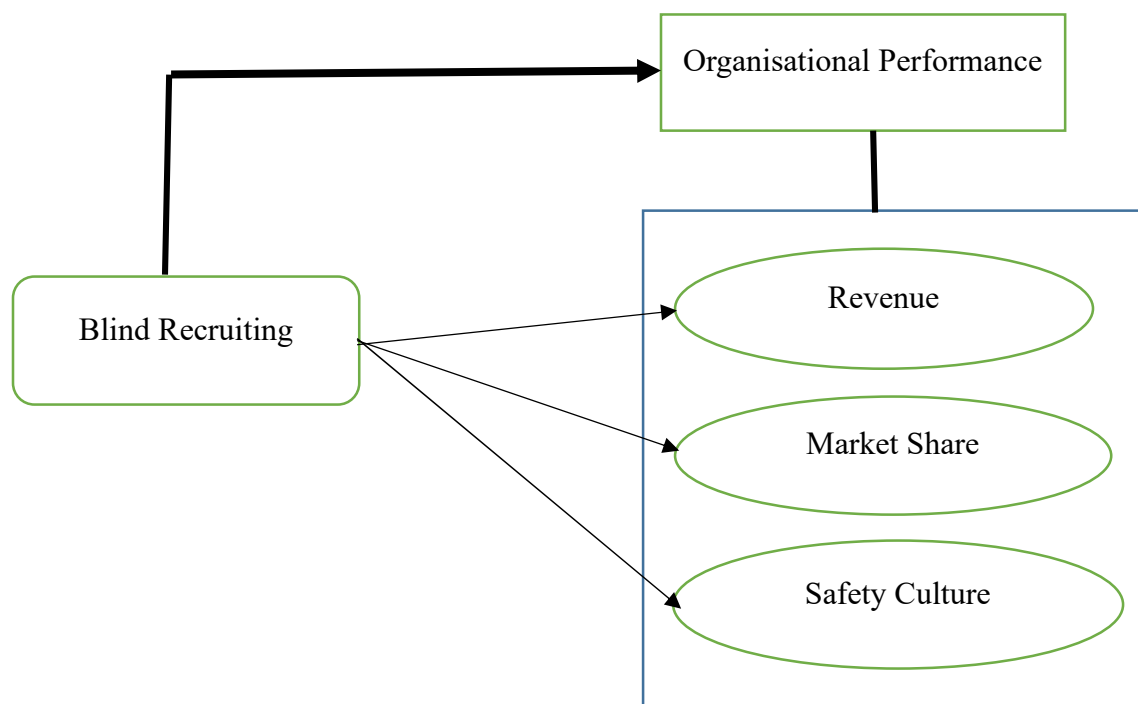 Organisational Performance
Blind Recruiting
Revenue
Market Share
Safety Culture